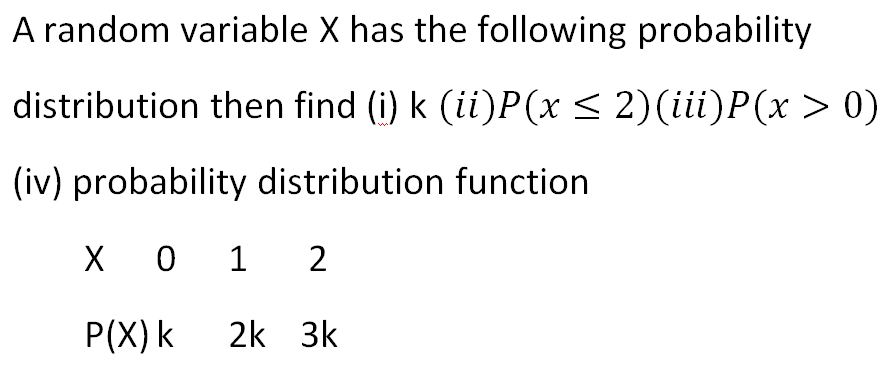 A random variable X has the following probability
distribution then find (i) k (ii)P(x ≤ 2)(iii)P(x > 0)
(iv) probability distribution function
X 0 1 2
P(X) k 2k 3k